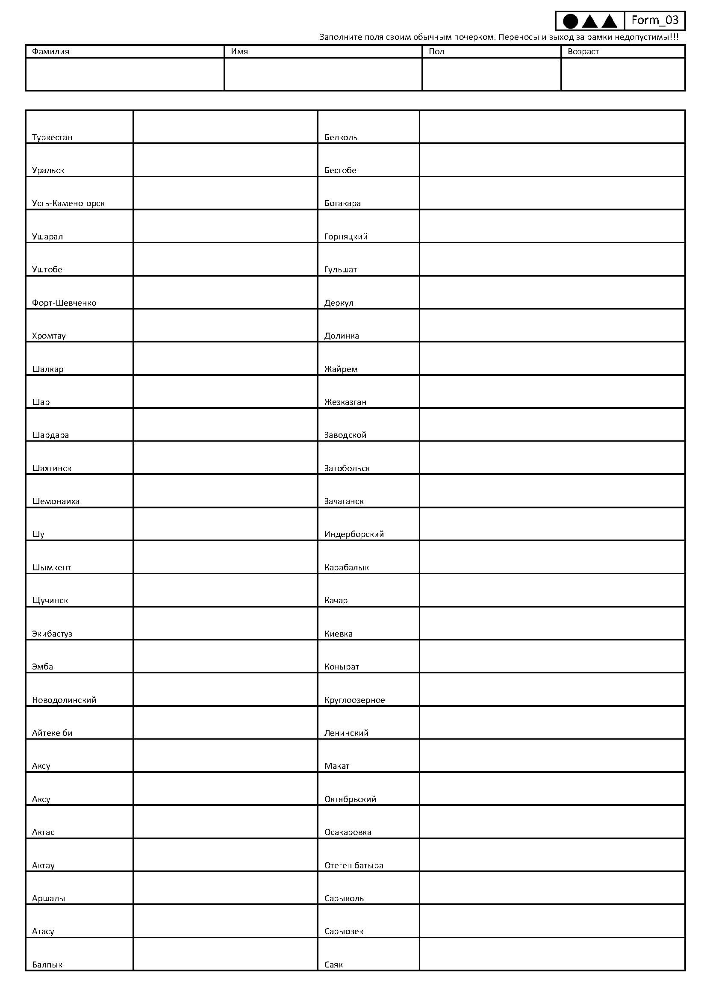 Form_03
Заполните поля своим обычным почерком. Переносы и выход за рамки недопустимы!!!
Фамилия Имя Пол Возраст
Туркестан Белколь
Уральск Бестобе
Усть-Каменогорск Ботакара
Ушарал Горняцкий
Уштобе Гульшат
Форт-Шевченко Деркул
Хромтау Долинка
Шалкар Жайрем
Шар Жезказган
Шардара Заводской
Шахтинск Затобольск
Шемонаиха Зачаганск
Шу Индерборский
Шымкент Карабалык
Щучинск Качар
Экибастуз Киевка
Эмба Конырат
Новодолинский Круглоозерное
Айтеке би Ленинский
Аксу Макат
Аксу Октябрьский
Актас Осакаровка
Актау Отеген батыра
Аршалы Сарыколь
Атасу Сарыозек
Балпык Саяк